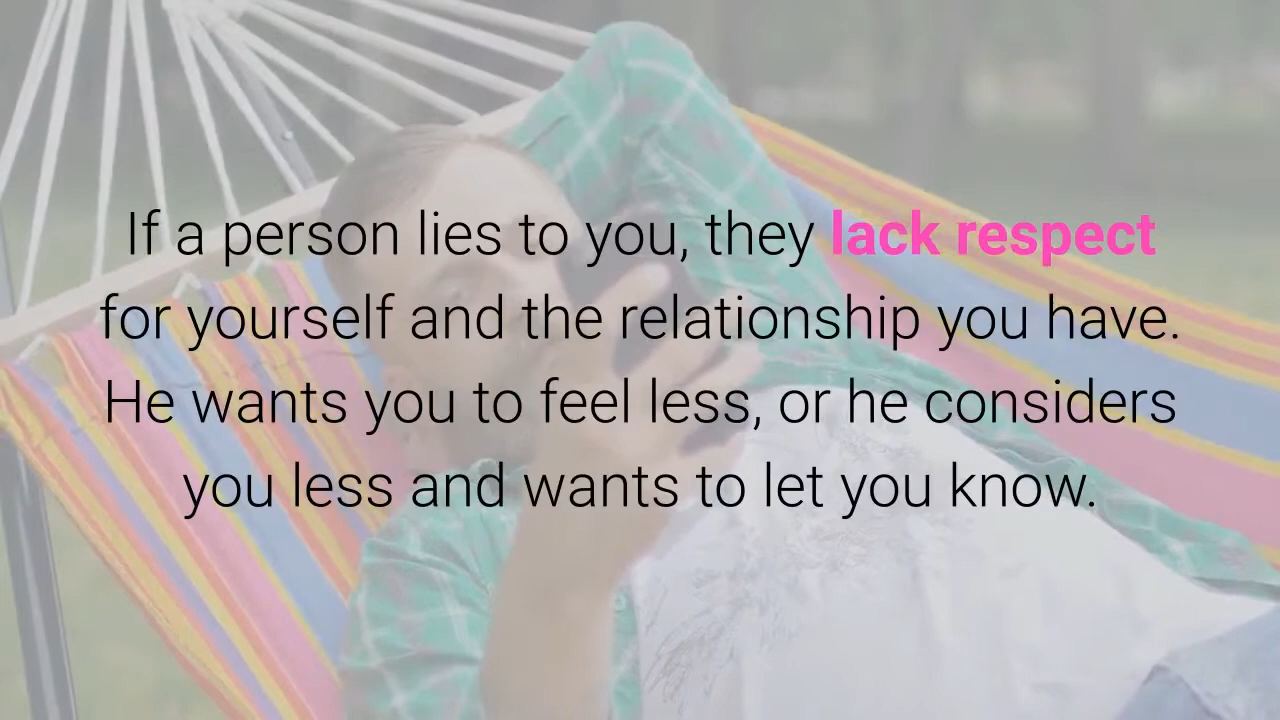 If a person lies to you, they lack respect
for yourself and the relationship you have.
He wants you to feel less, or he considers
you less and wants to let you know.